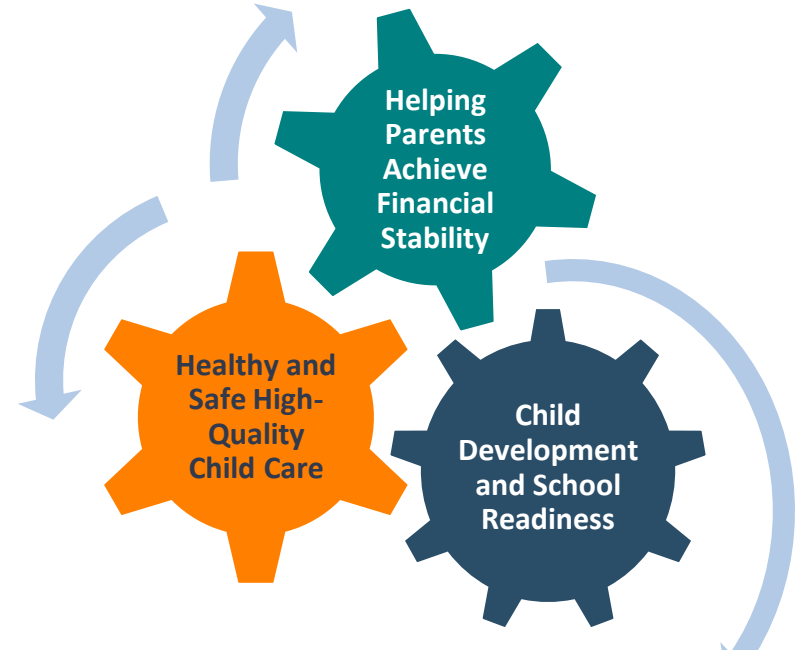 Helping
Parents
Achieve
Financial
Stability
Healthy and
Safe High-
Quality
Child Care
Child
Development
and School
Readiness